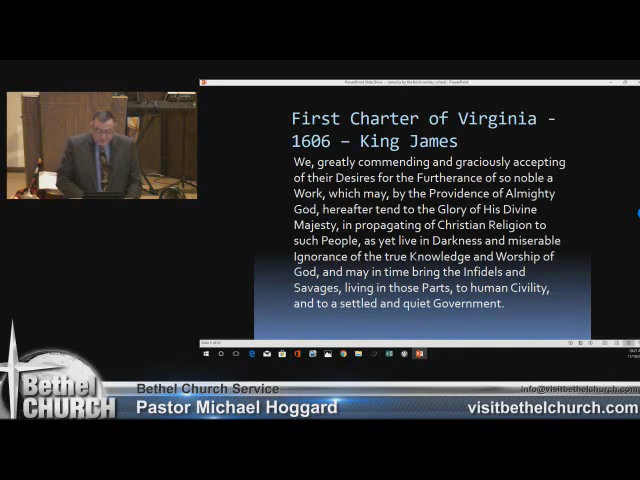 First Charter of Virginia -
1606 – King James
We, greatly commending and graciously accepting
of their Desires for the Furtherance of so noble a
Work, which may, by the Providence of Almighty
God, hereafter tend to the Glory of His Divine
Majesty, in propagating of Christian Religion to
such People, as yet live in Darkness and miserable
Ignorance of the true Knowledge and Worship of
God, and may in time bring the Infidels and
Savages, living in those Parts, to human Civility,
and to a settled and quiet Government.
Bethel
CHURCH
Bethel Church Service
info@visitbethelchurch.com
Pastor Michael Hoggard
visitbethelchurch.com